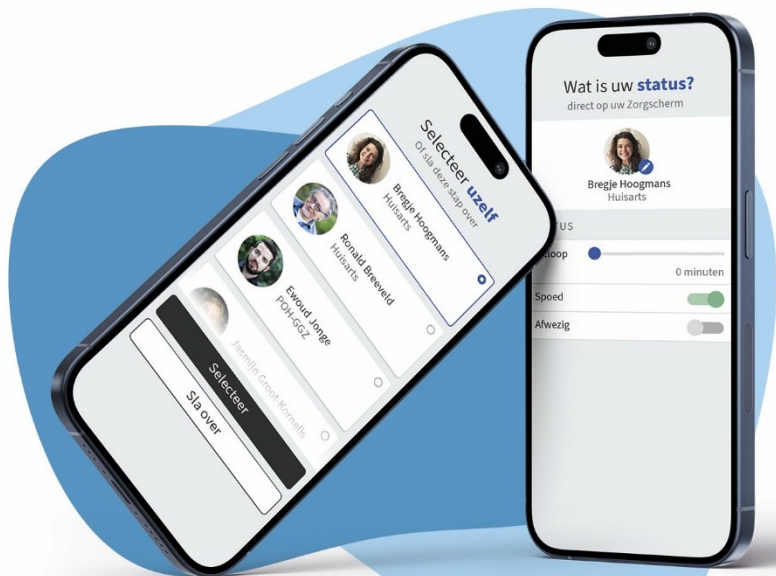 Selecteer uzelf
Of sla deze stap over
Bregje Hoogmans
Huisarts
Ronald Breeveld
Huisarts
Ewoud Jonge
POH-GGZ
Jasmijn Groot-Kornelis
Selecteer
Sla over
Wat is uw status?
direct op uw Zorgscherm
Bregje Hoogmans
Huisarts
0 minuten
Spoed
Afwezig